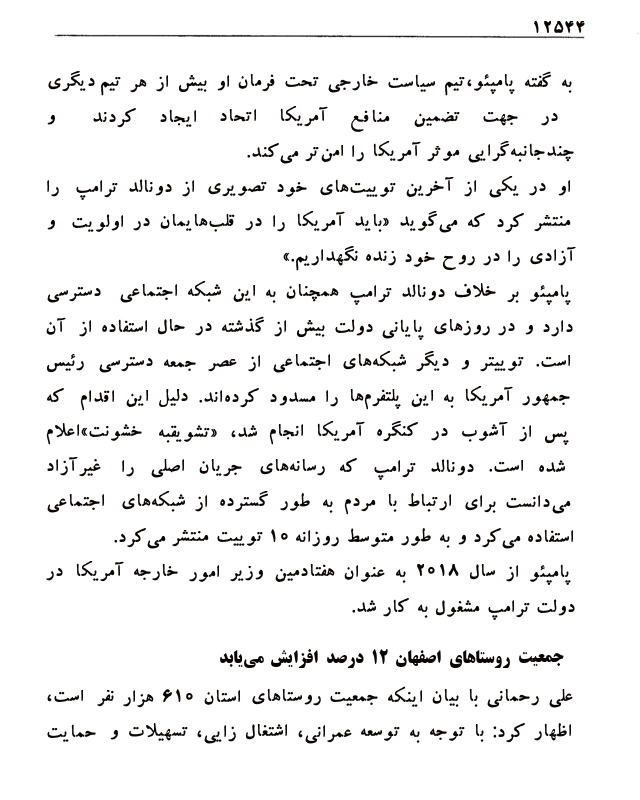 ۱۲۵۴۴
به گفته پامپئو،تیم سیاست خارجی تحت فرمان او بیش از هر تیم دیگری
در جهت تضمین منافع آمریکا اتحاد ایجاد کردند و
چندجانبه‌گرایی موثر آمریکا را امن‌تر می‌کند.
او در یکی از آخرین توییت‌های خود تصویری از دونالد ترامپ را
منتشر کرد که می‌گوید «باید آمریکا را در قلب‌هایمان در اولویت و
آزادی را در روح خود زنده نگهداریم.»
پامپئو بر خلاف دونالد ترامپ همچنان به این شبکه اجتماعی دسترسی
دارد و در روزهای پایانی دولت بیش از گذشته در حال استفاده از آن
است. توییتر و دیگر شبکه‌های اجتماعی از عصر جمعه دسترسی رئیس
جمهور آمریکا به این پلتفرم‌ها را مسدود کرده‌اند. دلیل این اقدام که
پس از آشوب در کنگره آمریکا انجام شد، «تشویقبه خشونت»اعلام
شده است. دونالد ترامپ که رسانه‌های جریان اصلی را غیرآزاد
می‌دانست برای ارتباط با مردم به طور گسترده از شبکه‌های اجتماعی
استفاده می‌کرد و به طور متوسط روزانه ۱۰ توییت منتشر می‌کرد.
پامپئو از سال ۲۰۱۸ به عنوان هفتادمین وزیر امور خارجه آمریکا در
دولت ترامپ مشغول به کار شد.
جمعیت روستاهای اصفهان ۱۲ درصد افزایش می‌یابد
علی رحمانی با بیان اینکه جمعیت روستاهای استان ۶۱۰ هزار نفر است،
اظهار کرد: با توجه به توسعه عمرانی، اشتغال زایی، تسهیلات و حمایت